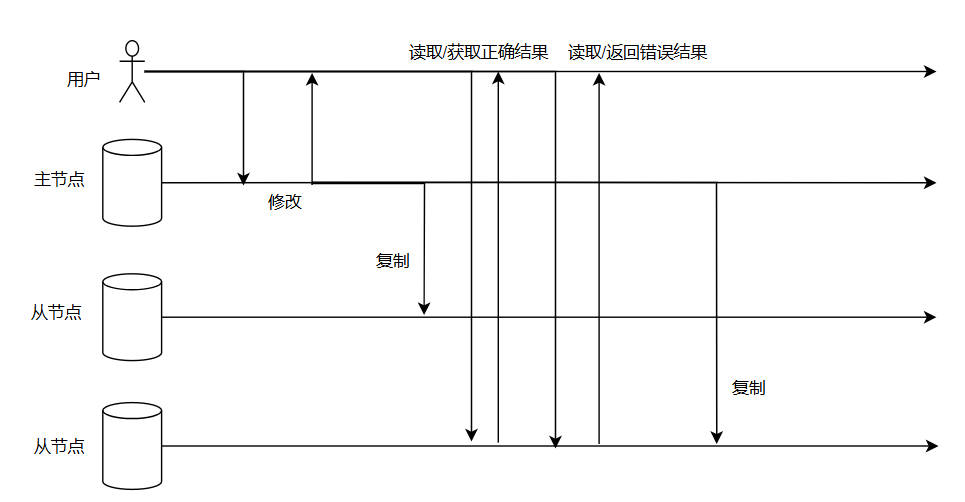 读取/获取正确结果
读取/返回错误结果
用户
主节点
修改
复制
从节点
复制
从节点